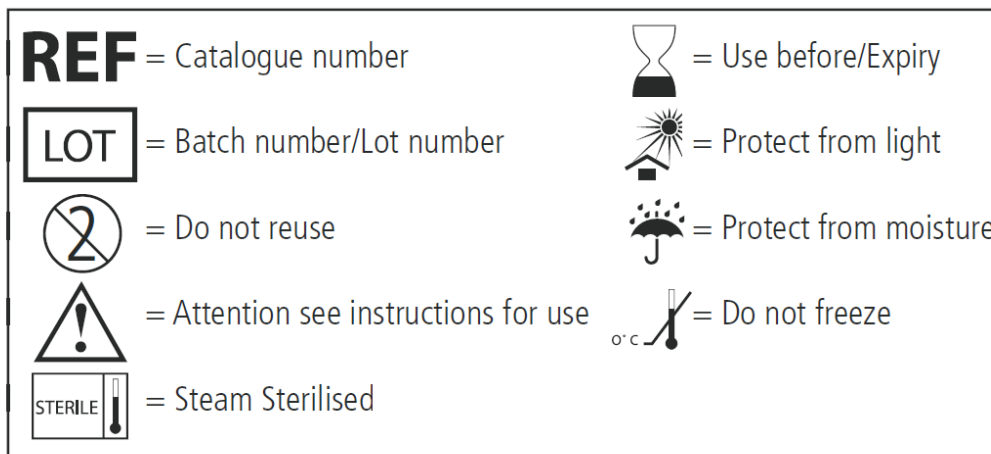 REF = Catalogue number
LOT = Batch number/Lot number
2 = Do not reuse
! = Attention see instructions for use
STERILE = Steam Sterilised
= Use before/Expiry
= Protect from light
= Protect from moisture
0°C = Do not freeze